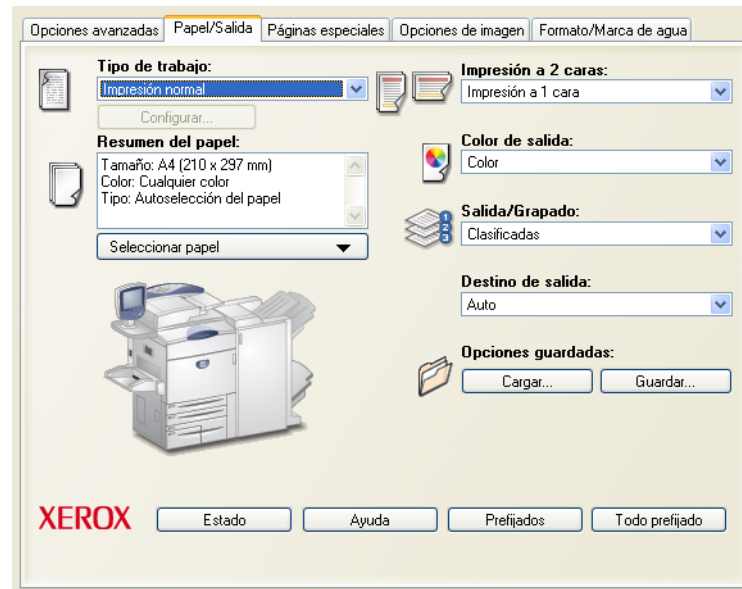 Opciones avanzadas
Papel/Salida
Páginas especiales
Opciones de imagen
Formato/Marca de agua
Tipo de trabajo:
Impresión normal
Configurar...
Resumen del papel:
Tamaño: A4 (210 x 297 mm)
Color: Cualquier color
Tipo: Autoselección del papel
Seleccionar papel
Impresión a 2 caras:
Impresión a 1 cara
Color de salida:
Color
1
2
3
Salida/Grapado:
Clasificadas
Destino de salida:
Auto
Opciones guardadas:
Cargar...
Guardar...
XEROX
Estado
Ayuda
Prefijados
Todo prefijado